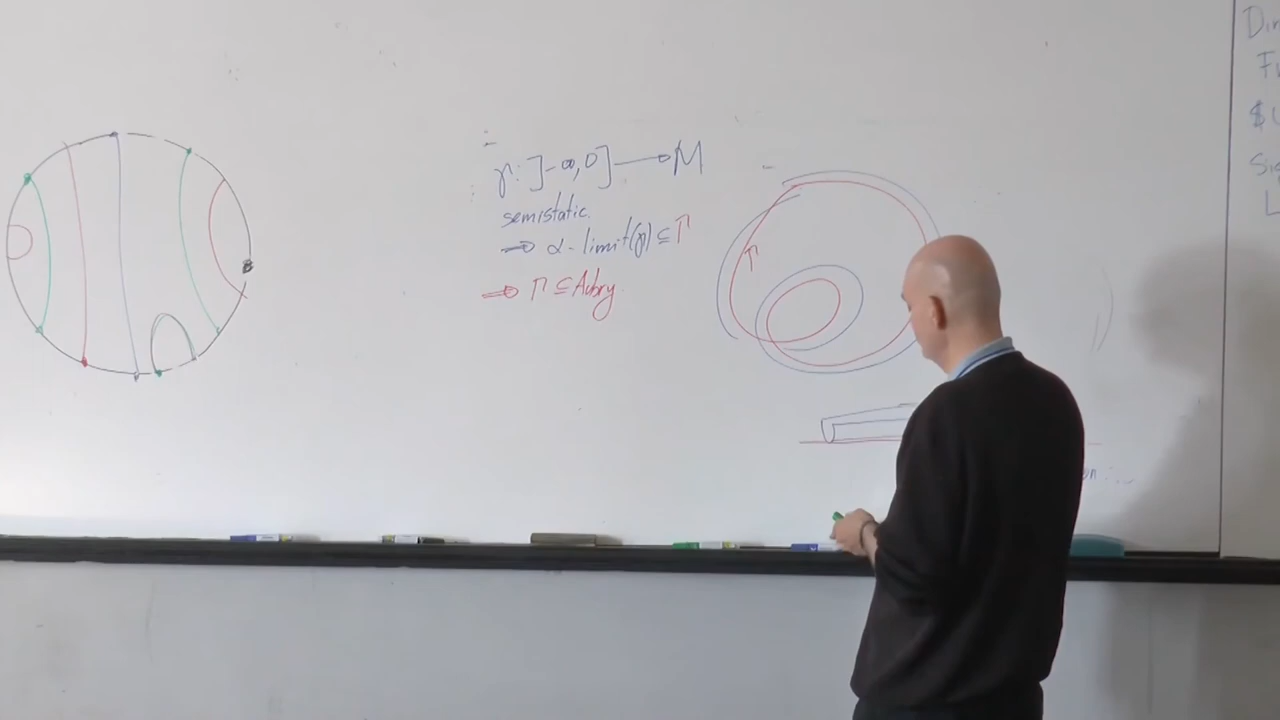 γ: ]-∞,0] → M
semistatic
⇒ α-limit(γ) ⊆ Γ
⇒ Γ ⊆ Aubry.
Γ